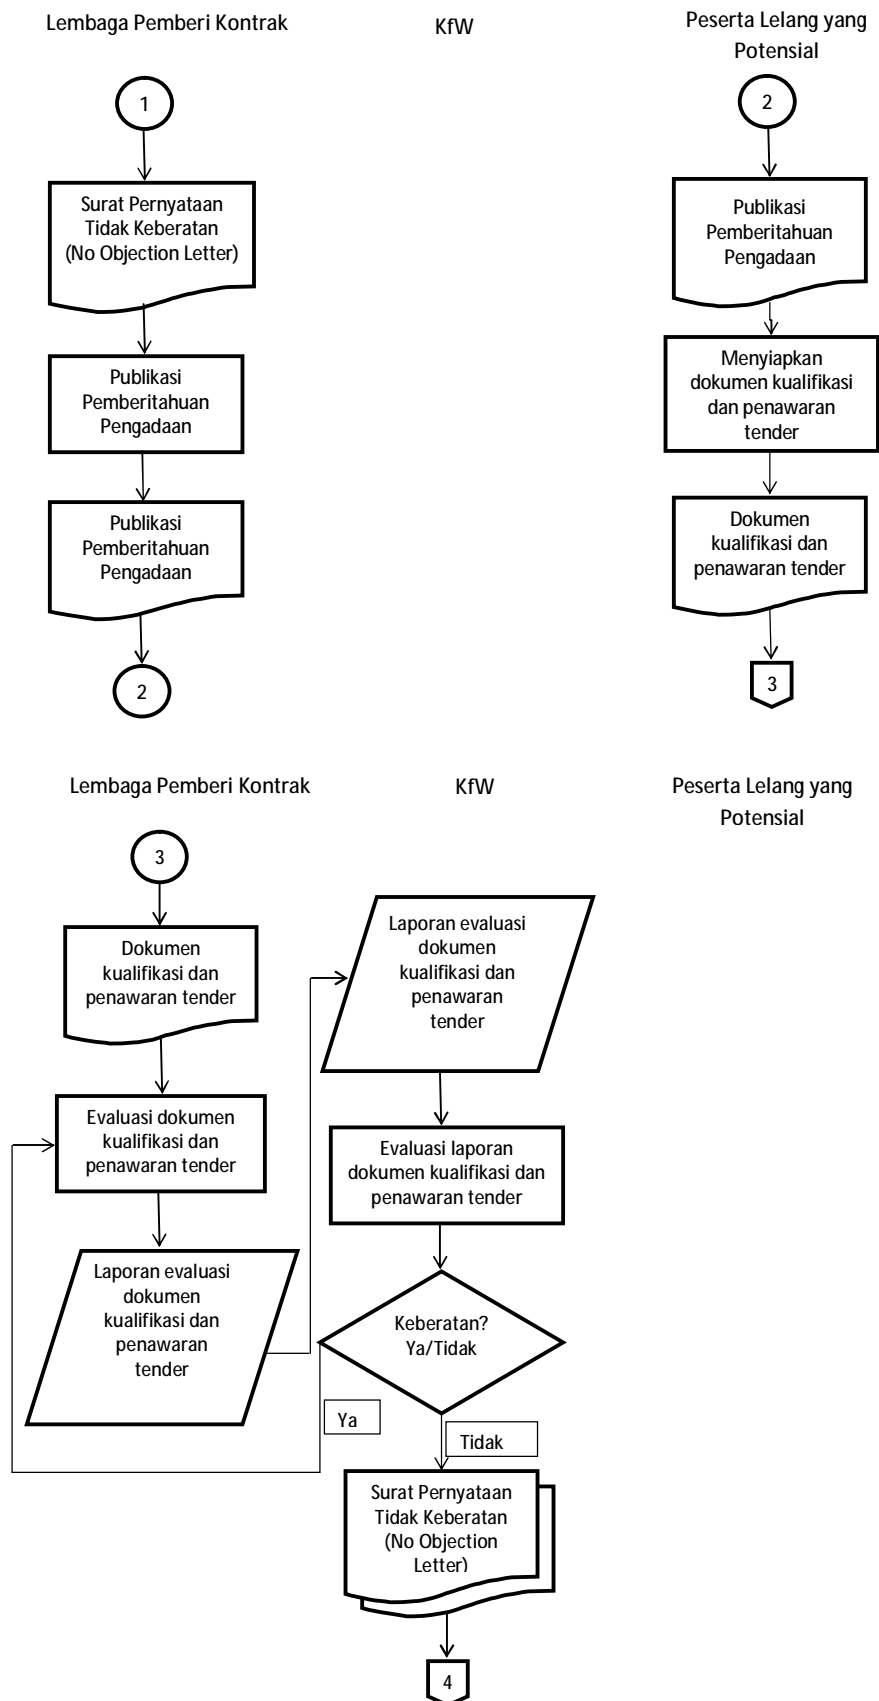 Lembaga Pemberi Kontrak
KfW
Peserta Lelang yang
Potensial
1
Surat Pernyataan
Tidak Keberatan
(No Objection Letter)
Publikasi
Pemberitahuan
Pengadaan
Publikasi
Pemberitahuan
Pengadaan
2
2
Publikasi
Pemberitahuan
Pengadaan
Menyiapkan
dokumen kualifikasi
dan penawaran
tender
Dokumen
kualifikasi dan
penawaran tender
3
Lembaga Pemberi Kontrak
KfW
Peserta Lelang yang
Potensial
3
Dokumen
kualifikasi dan
penawaran tender
Evaluasi dokumen
kualifikasi dan
penawaran tender
Laporan evaluasi
dokumen
kualifikasi dan
penawaran
tender
Laporan evaluasi
dokumen
kualifikasi dan
penawaran
tender
Evaluasi laporan
dokumen kualifikasi dan
penawaran tender
Keberatan?
Ya/Tidak
Ya
Tidak
Surat Pernyataan
Tidak Keberatan
(No Objection
Letter)
4